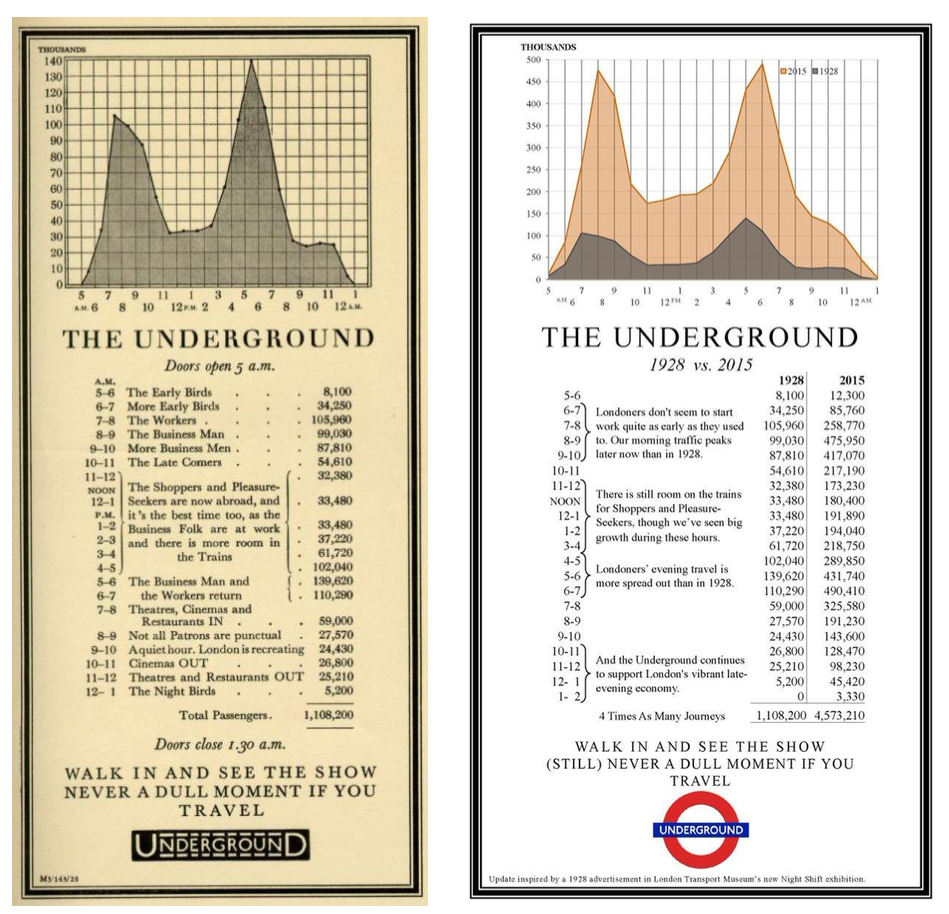 THOUSANDS
140
130
120
110
100
90
80
70
60
50
40
30
20
10
0
5 7 9 11 1 3 5 7 9 11 1
A.M. 6 8 10 12 P.M. 2 4 6 8 10 12 A.M.
THE UNDERGROUND
Doors open 5 a.m.
A.M.
5–6 The Early Birds . . . 8,100
6–7 More Early Birds . . . 34,250
7–8 The Workers . . . . 105,960
8–9 The Business Man . . . 99,030
9–10 More Business Men . . . 87,810
10–11 The Late Comers . . . 54,610
11–12 32,380
NOON The Shoppers and Pleasure-
12–1 Seekers are now abroad, and . 33,480
P.M. it's the best time too, as the
1–2 Business Folk are at work . 33,480
2–3 and there is more room in . 37,220
3–4 the Trains . 61,720
4–5 . 102,040
5–6 The Business Man and . 139,620
6–7 the Workers return . 110,290
7–8 Theatres, Cinemas and
Restaurants IN . . . 59,000
8–9 Not all Patrons are punctual . 27,570
9–10 A quiet hour. London is recreating 24,430
10–11 Cinemas OUT . . . 26,800
11–12 Theatres and Restaurants OUT 25,210
12– 1 The Night Birds . . . 5,200
Total Passengers. 1,108,200
Doors close 1.30 a.m.
WALK IN AND SEE THE SHOW
NEVER A DULL MOMENT IF YOU
TRAVEL
UNDERGROUND
M5/145/28
THOUSANDS
500
450
400
350
300
250
200
150
100
50
0
2015 1928
5 7 9 11 1 3 5 7 9 11 1
AM 6 8 10 12 PM 2 4 6 8 10 12 AM
THE UNDERGROUND
1928 vs. 2015
1928 2015
5-6 8,100 12,300
6-7 Londoners don't seem to start 34,250 85,760
7-8 work quite as early as they used 105,960 258,770
8-9 to. Our morning traffic peaks 99,030 475,950
9-10 later now than in 1928. 87,810 417,070
10-11 54,610 217,190
11-12 32,380 173,230
NOON There is still room on the trains 33,480 180,400
12-1 for Shoppers and Pleasure- 33,480 191,890
1-2 Seekers, though we've seen big 37,220 194,040
3-4 growth during these hours. 61,720 218,750
4-5 102,040 289,850
5-6 Londoners' evening travel is 139,620 431,740
6-7 more spread out than in 1928. 110,290 490,410
7-8 59,000 325,580
8-9 27,570 191,230
9-10 24,430 143,600
10-11 26,800 128,470
11-12 And the Underground continues 25,210 98,230
12- 1 to support London's vibrant late- 5,200 45,420
1- 2 evening economy. 0 3,330
4 Times As Many Journeys 1,108,200 4,573,210
WALK IN AND SEE THE SHOW
(STILL) NEVER A DULL MOMENT IF YOU
TRAVEL
UNDERGROUND
Update inspired by a 1928 advertisement in London Transport Museum's new Night Shift exhibition.